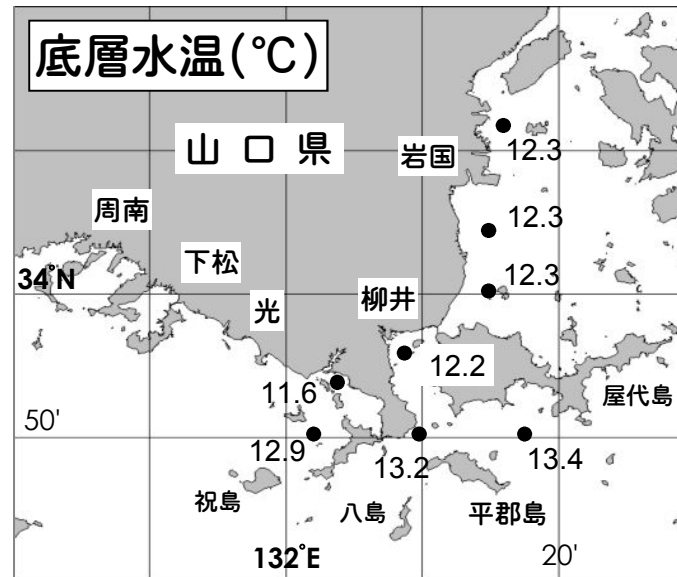 底層水温(℃)
山口県
岩国
12.3
周南
12.3
下松
34°N
12.3
光
柳井
12.2
11.6
屋代島
50'
12.9
13.2
13.4
祝島
八島
平郡島
132°E
20'